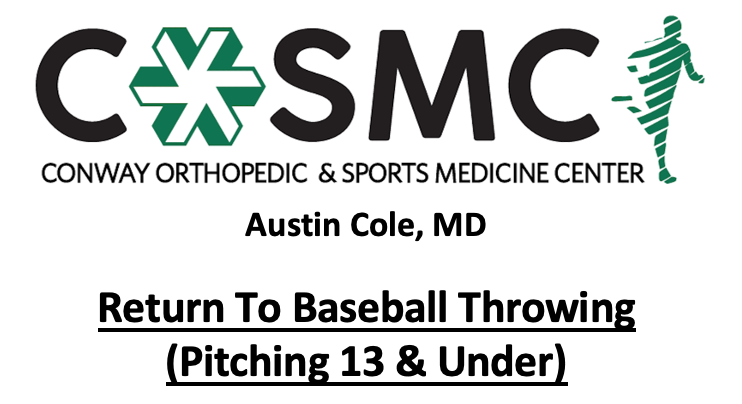 COSMC
CONWAY ORTHOPEDIC & SPORTS MEDICINE CENTER
Austin Cole, MD
Return To Baseball Throwing
(Pitching 13 & Under)